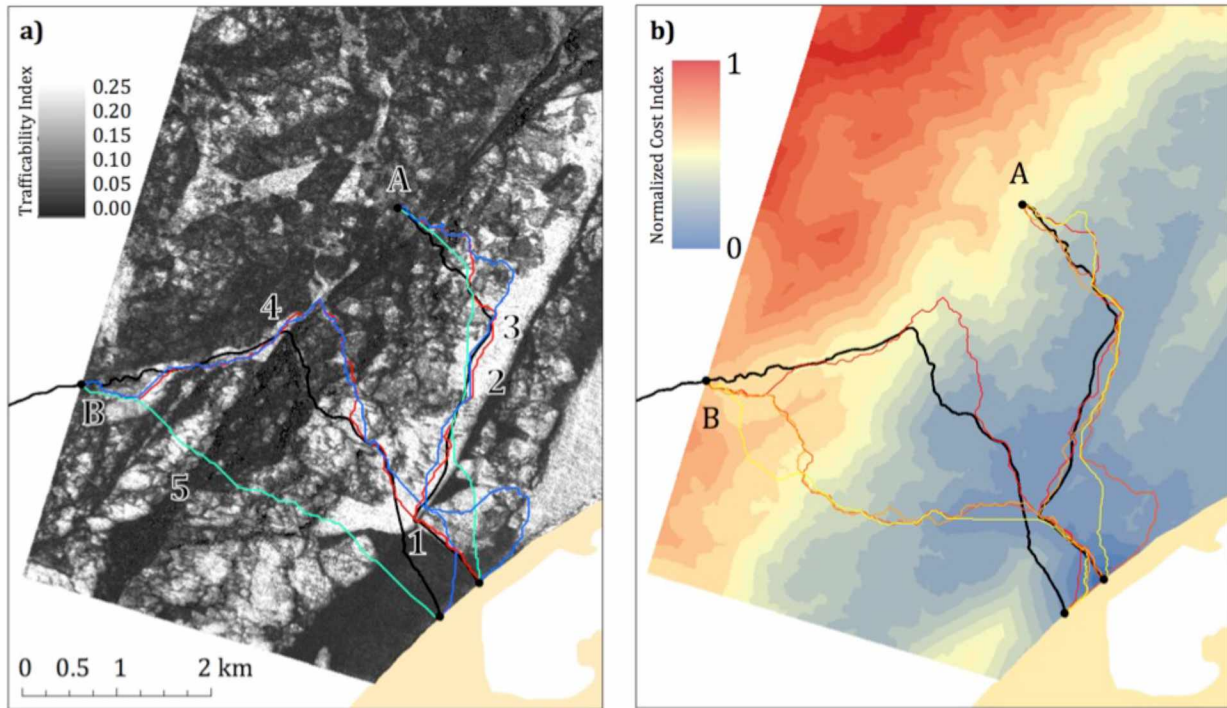 a)
Trafficability Index
0.25
0.20
0.15
0.10
0.05
0.00
A
4
3
2
B
5
1
0 0.5 1 2 km
b)
Normalized Cost Index
1
0
A
B